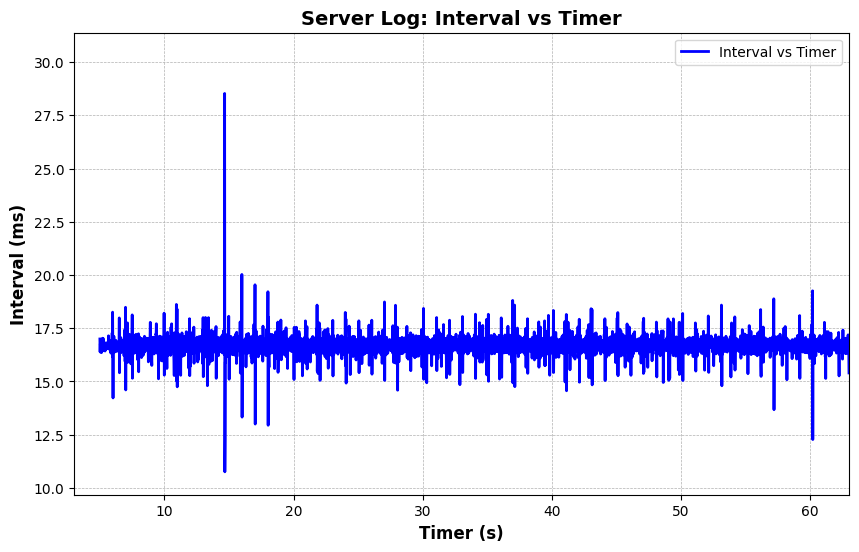 Server Log: Interval vs Timer
Interval vs Timer
30.0
27.5
25.0
22.5
20.0
17.5
15.0
12.5
10.0
Interval (ms)
10 20 30 40 50 60
Timer (s)